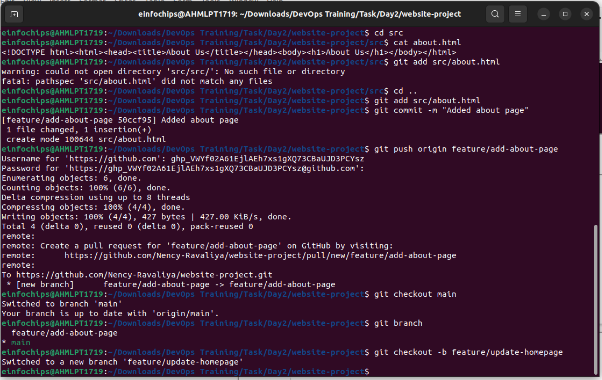 einfochips@AHMLPT1719: ~/Downloads/DevOps Training/Task/Day2/website-project
einfochips@AHMLPT1719:~/Downloads/DevOps Training/Task/Day2/website-project$ cd src
einfochips@AHMLPT1719:~/Downloads/DevOps Training/Task/Day2/website-project/src$ cat about.html
<!DOCTYPE html><html><head><title>About Us</title></head><body><h1>About Us</h1></body></html>
einfochips@AHMLPT1719:~/Downloads/DevOps Training/Task/Day2/website-project/src$ git add src/about.html
warning: could not open directory 'src/src/': No such file or directory
fatal: pathspec 'src/about.html' did not match any files
einfochips@AHMLPT1719:~/Downloads/DevOps Training/Task/Day2/website-project/src$ cd ..
einfochips@AHMLPT1719:~/Downloads/DevOps Training/Task/Day2/website-project$ git add src/about.html
einfochips@AHMLPT1719:~/Downloads/DevOps Training/Task/Day2/website-project$ git commit -m "Added about page"
[feature/add-about-page 50ccf95] Added about page
 1 file changed, 1 insertion(+)
 create mode 100644 src/about.html
einfochips@AHMLPT1719:~/Downloads/DevOps Training/Task/Day2/website-project$ git push origin feature/add-about-page
Username for 'https://github.com':
Password for
Enumerating objects: 6, done.
Counting objects: 100% (6/6), done.
Delta compression using up to 8 threads
Compressing objects: 100% (4/4), done.
Writing objects: 100% (4/4), 427 bytes | 427.00 KiB/s, done.
Total 4 (delta 0), reused 0 (delta 0), pack-reused 0
remote:
remote: Create a pull request for 'feature/add-about-page' on GitHub by visiting:
remote:      https://github.com/Nency-Ravaliya/website-project/pull/new/feature/add-about-page
remote:
To https://github.com/Nency-Ravaliya/website-project.git
 * [new branch]      feature/add-about-page -> feature/add-about-page
einfochips@AHMLPT1719:~/Downloads/DevOps Training/Task/Day2/website-project$ git checkout main
Switched to branch 'main'
Your branch is up to date with 'origin/main'.
einfochips@AHMLPT1719:~/Downloads/DevOps Training/Task/Day2/website-project$ git branch
  feature/add-about-page
* main
einfochips@AHMLPT1719:~/Downloads/DevOps Training/Task/Day2/website-project$ git checkout -b feature/update-homepage
Switched to a new branch 'feature/update-homepage'
einfochips@AHMLPT1719:~/Downloads/DevOps Training/Task/Day2/website-project$